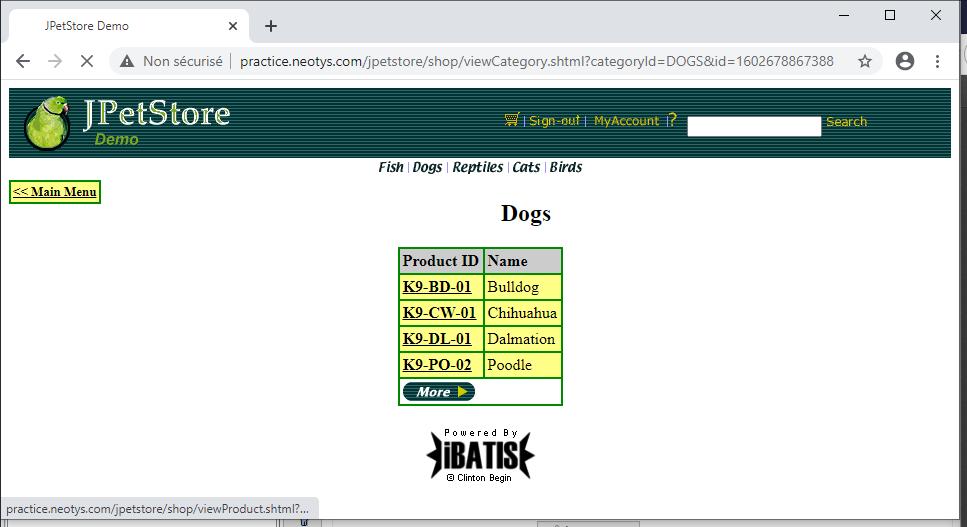 JPetStore Demo
Non sécurisé | practice.neotys.com/jpetstore/shop/viewCategory.shtml?categoryId=DOGS&id=1602678867388
JPetStore
Demo
| Sign-out | MyAccount | ? Search
Fish | Dogs | Reptiles | Cats | Birds
<< Main Menu
Dogs
Product ID Name
K9-BD-01 Bulldog
K9-CW-01 Chihuahua
K9-DL-01 Dalmation
K9-PO-02 Poodle
More
Powered By
iBATIS
© Clinton Begin
practice.neotys.com/jpetstore/shop/viewProduct.shtml?...